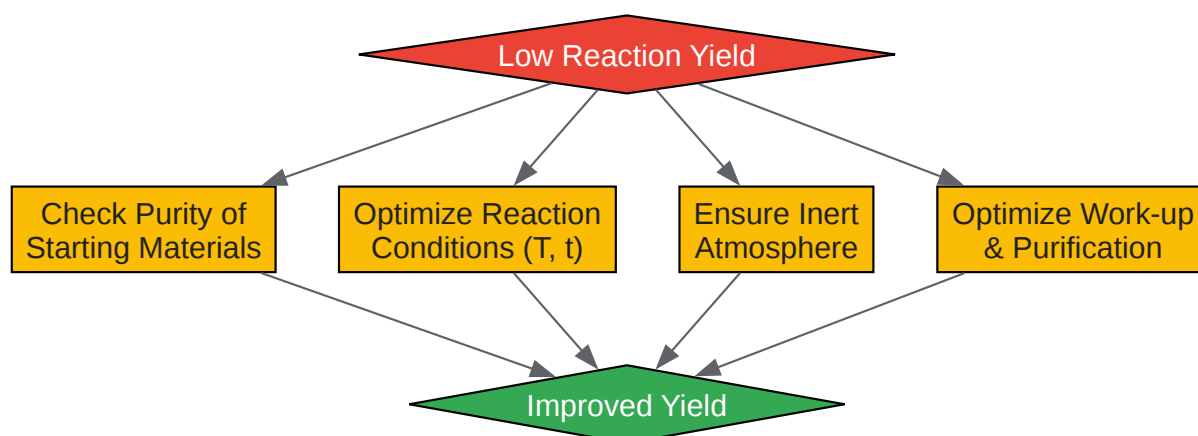 Low Reaction Yield
Check Purity of
Starting Materials
Optimize Reaction
Conditions (T, t)
Ensure Inert
Atmosphere
Optimize Work-up
& Purification
Improved Yield